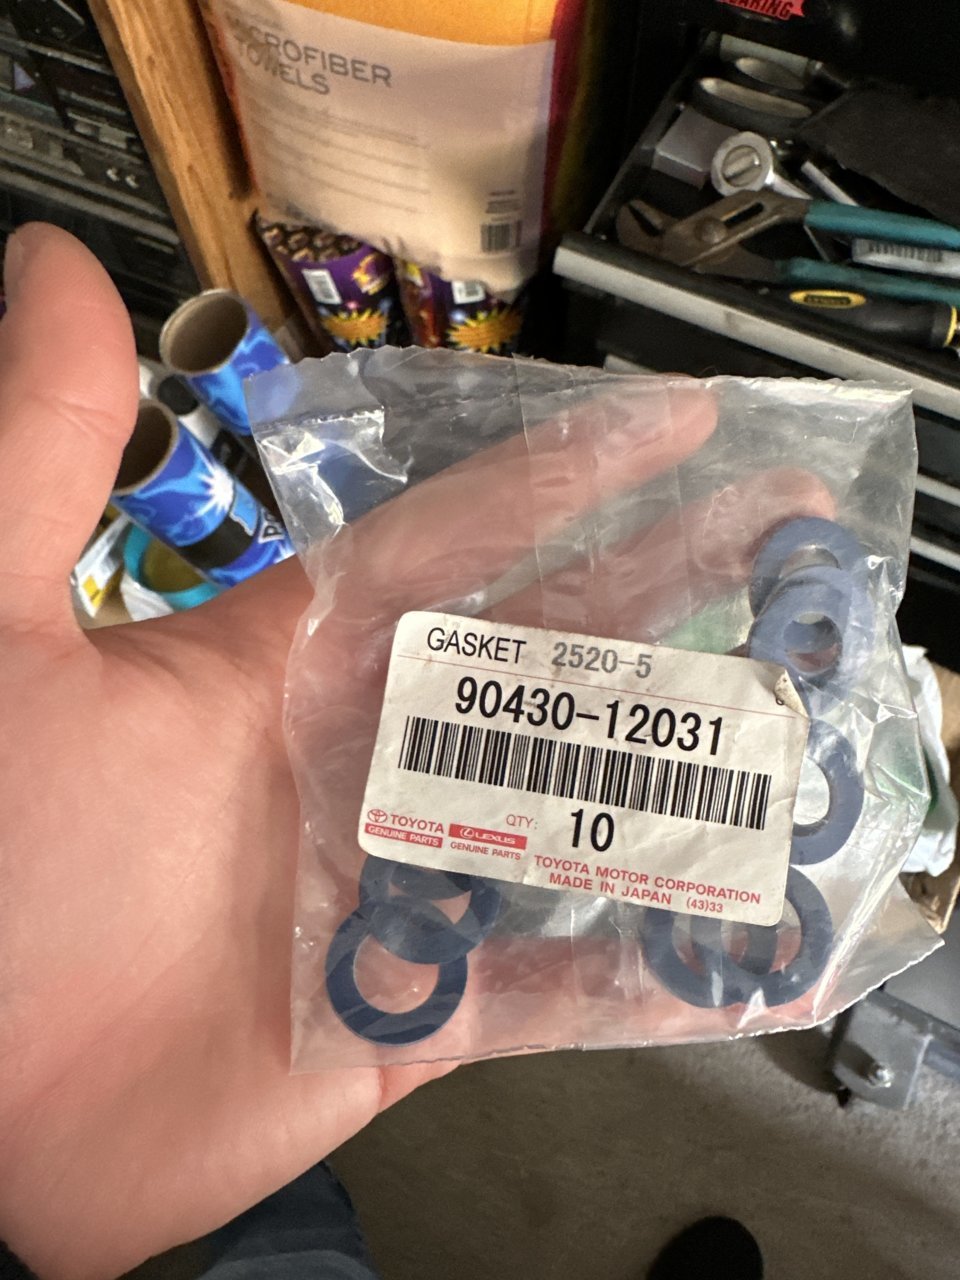 MICROFIBER
TOWELS
GASKET 2520-5
90430-12031
TOYOTA
GENUINE PARTS
LEXUS
GENUINE PARTS
QTY: 10
TOYOTA MOTOR CORPORATION
MADE IN JAPAN (43)33